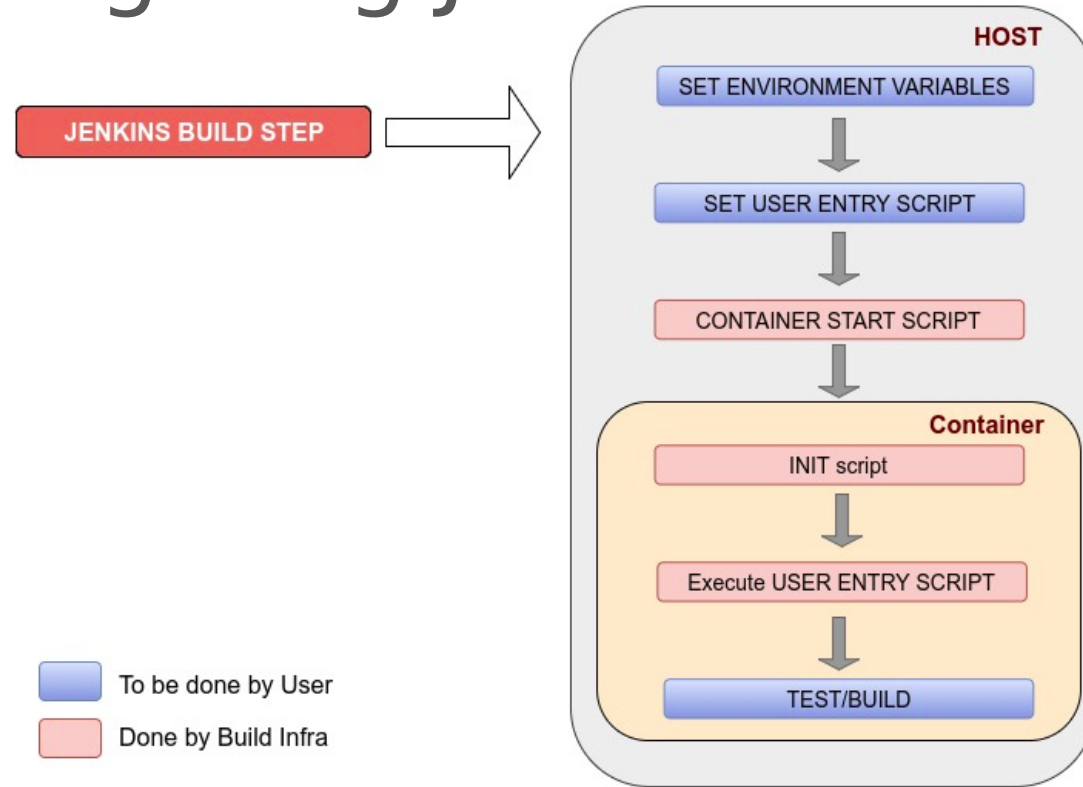 HOST
SET ENVIRONMENT VARIABLES
JENKINS BUILD STEP
SET USER ENTRY SCRIPT
CONTAINER START SCRIPT
Container
INIT script
Execute USER ENTRY SCRIPT
TEST/BUILD
To be done by User
Done by Build Infra